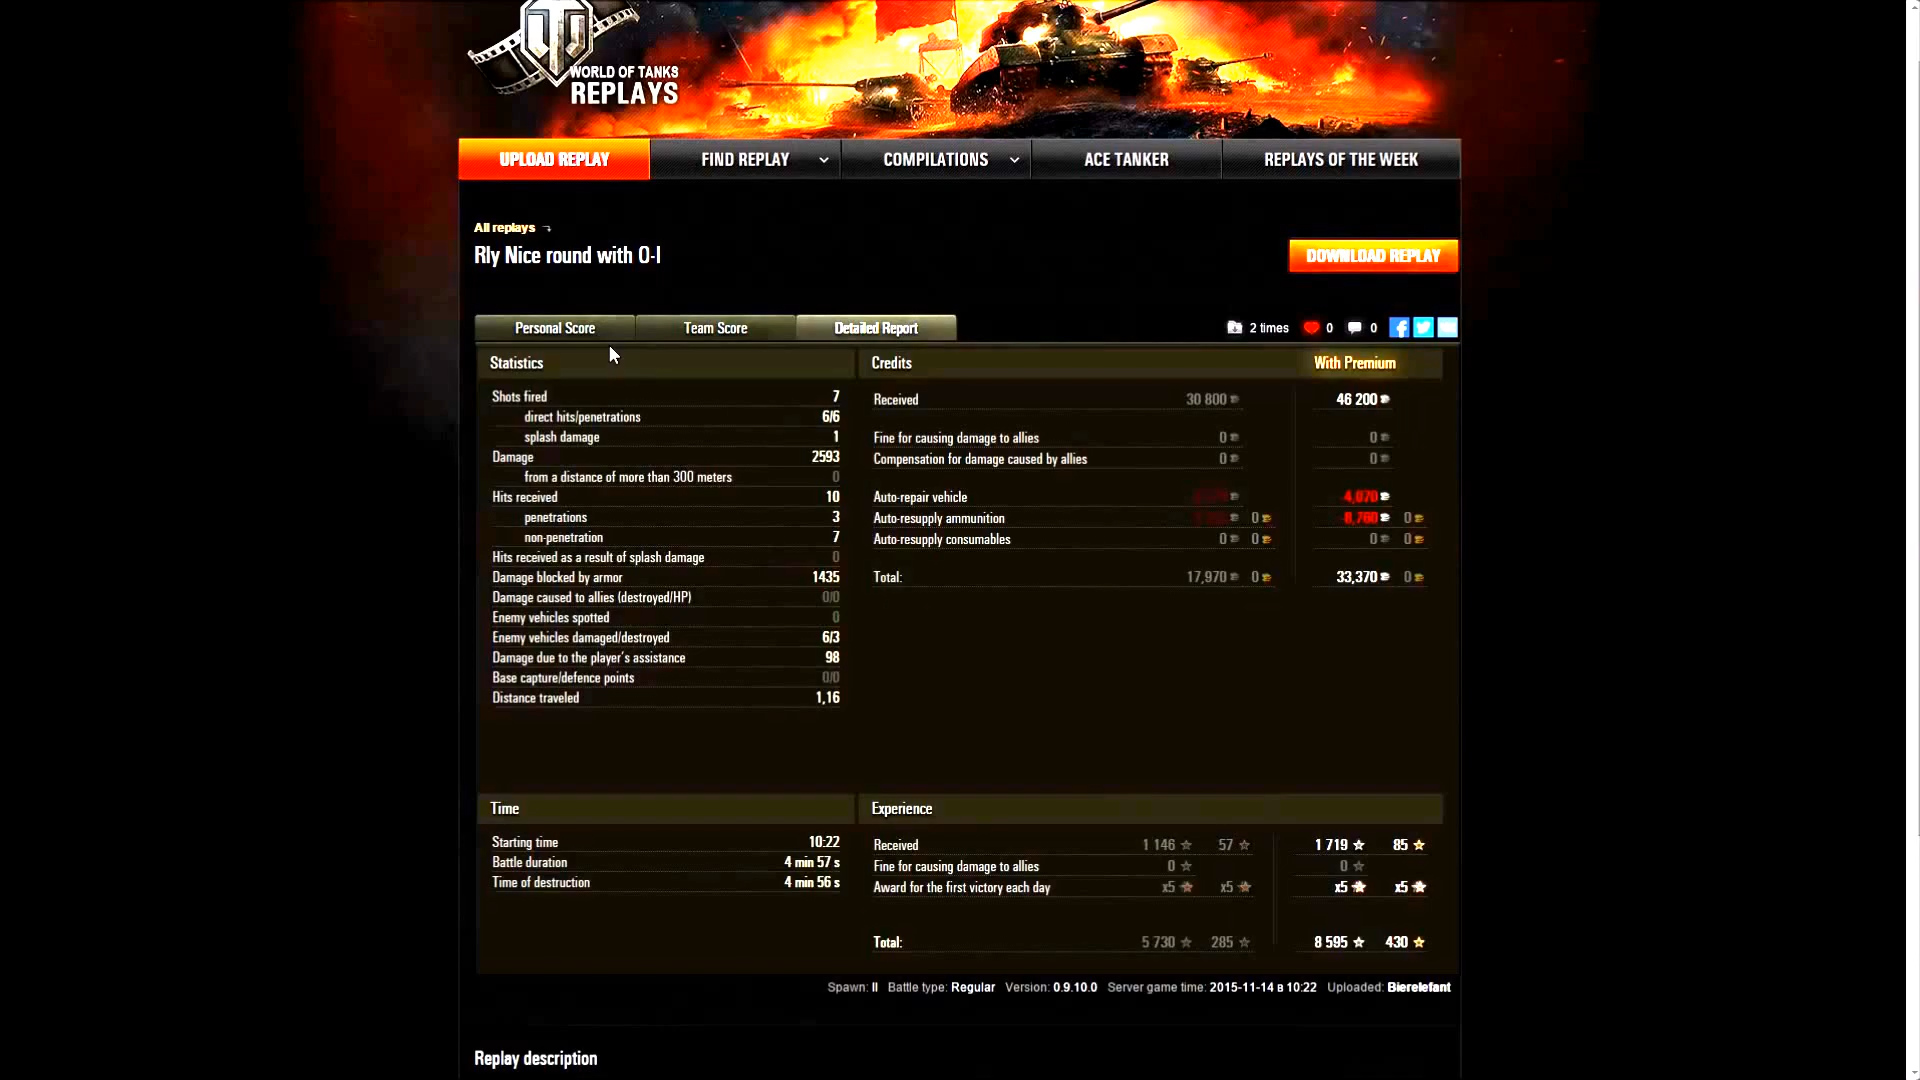 WORLD OF TANKS
REPLAYS
UPLOAD REPLAY FIND REPLAY COMPILATIONS ACE TANKER REPLAYS OF THE WEEK
All replays
Rly Nice round with O-I
DOWNLOAD REPLAY
Personal Score Team Score Detailed Report 2 times 0 0
Statistics
Shots fired 7
direct hits/penetrations 6/6
splash damage 1
Damage 2593
from a distance of more than 300 meters 0
Hits received 10
penetrations 3
non-penetration 7
Hits received as a result of splash damage 0
Damage blocked by armor 1435
Damage caused to allies (destroyed/HP) 0/0
Enemy vehicles spotted 0
Enemy vehicles damaged/destroyed 6/3
Damage due to the player's assistance 98
Base capture/defence points 0/0
Distance traveled 1,16
Credits With Premium
Received 30 800 46 200
Fine for causing damage to allies 0 0
Compensation for damage caused by allies 0 0
Auto-repair vehicle -4,070
Auto-resupply ammunition 0 -8,760 0
Auto-resupply consumables 0 0 0 0
Total: 17,970 0 33,370 0
Time
Starting time 10:22
Battle duration 4 min 57 s
Time of destruction 4 min 56 s
Experience
Received 1 146 57 1 719 85
Fine for causing damage to allies 0 0
Award for the first victory each day x5 x5 x5 x5
Total: 5 730 285 8 595 430
Spawn: II Battle type: Regular Version: 0.9.10.0 Server game time: 2015-11-14 в 10:22 Uploaded: Bierelefant
Replay description